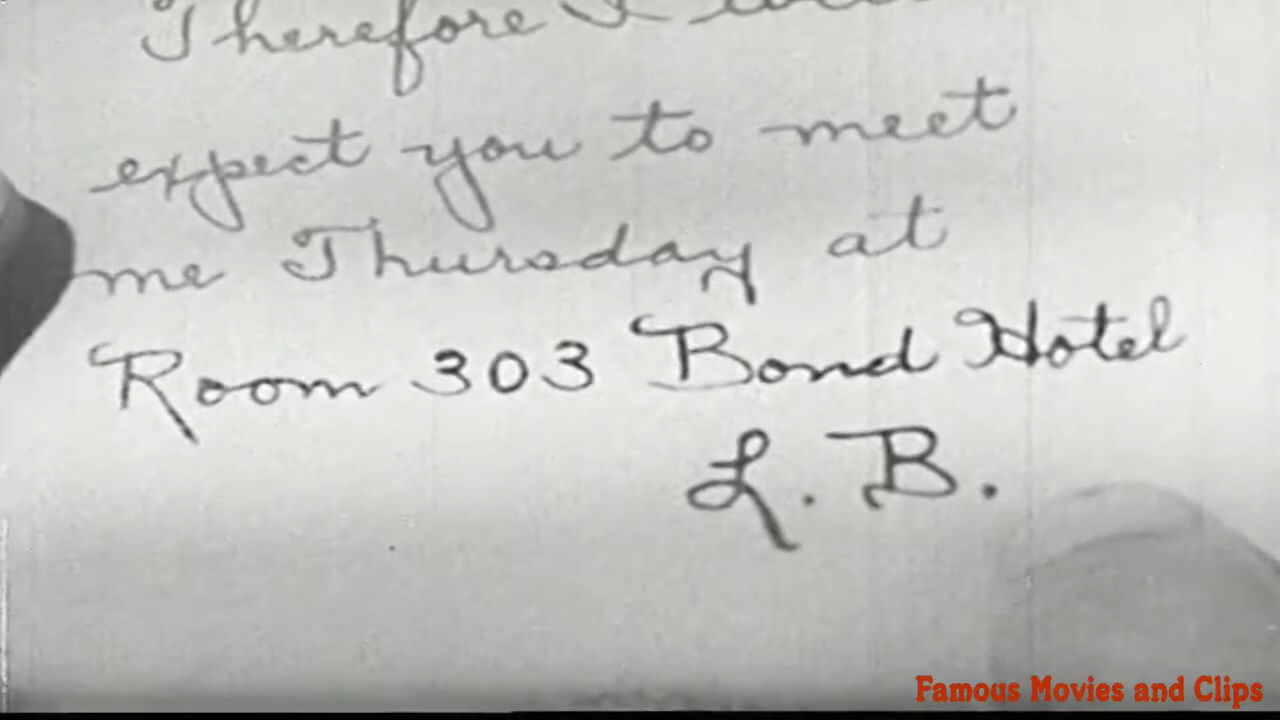 Therefore I
expect you to meet
me Thursday at
Room 303 Bond Hotel
L. B.
Famous Movies and Clips